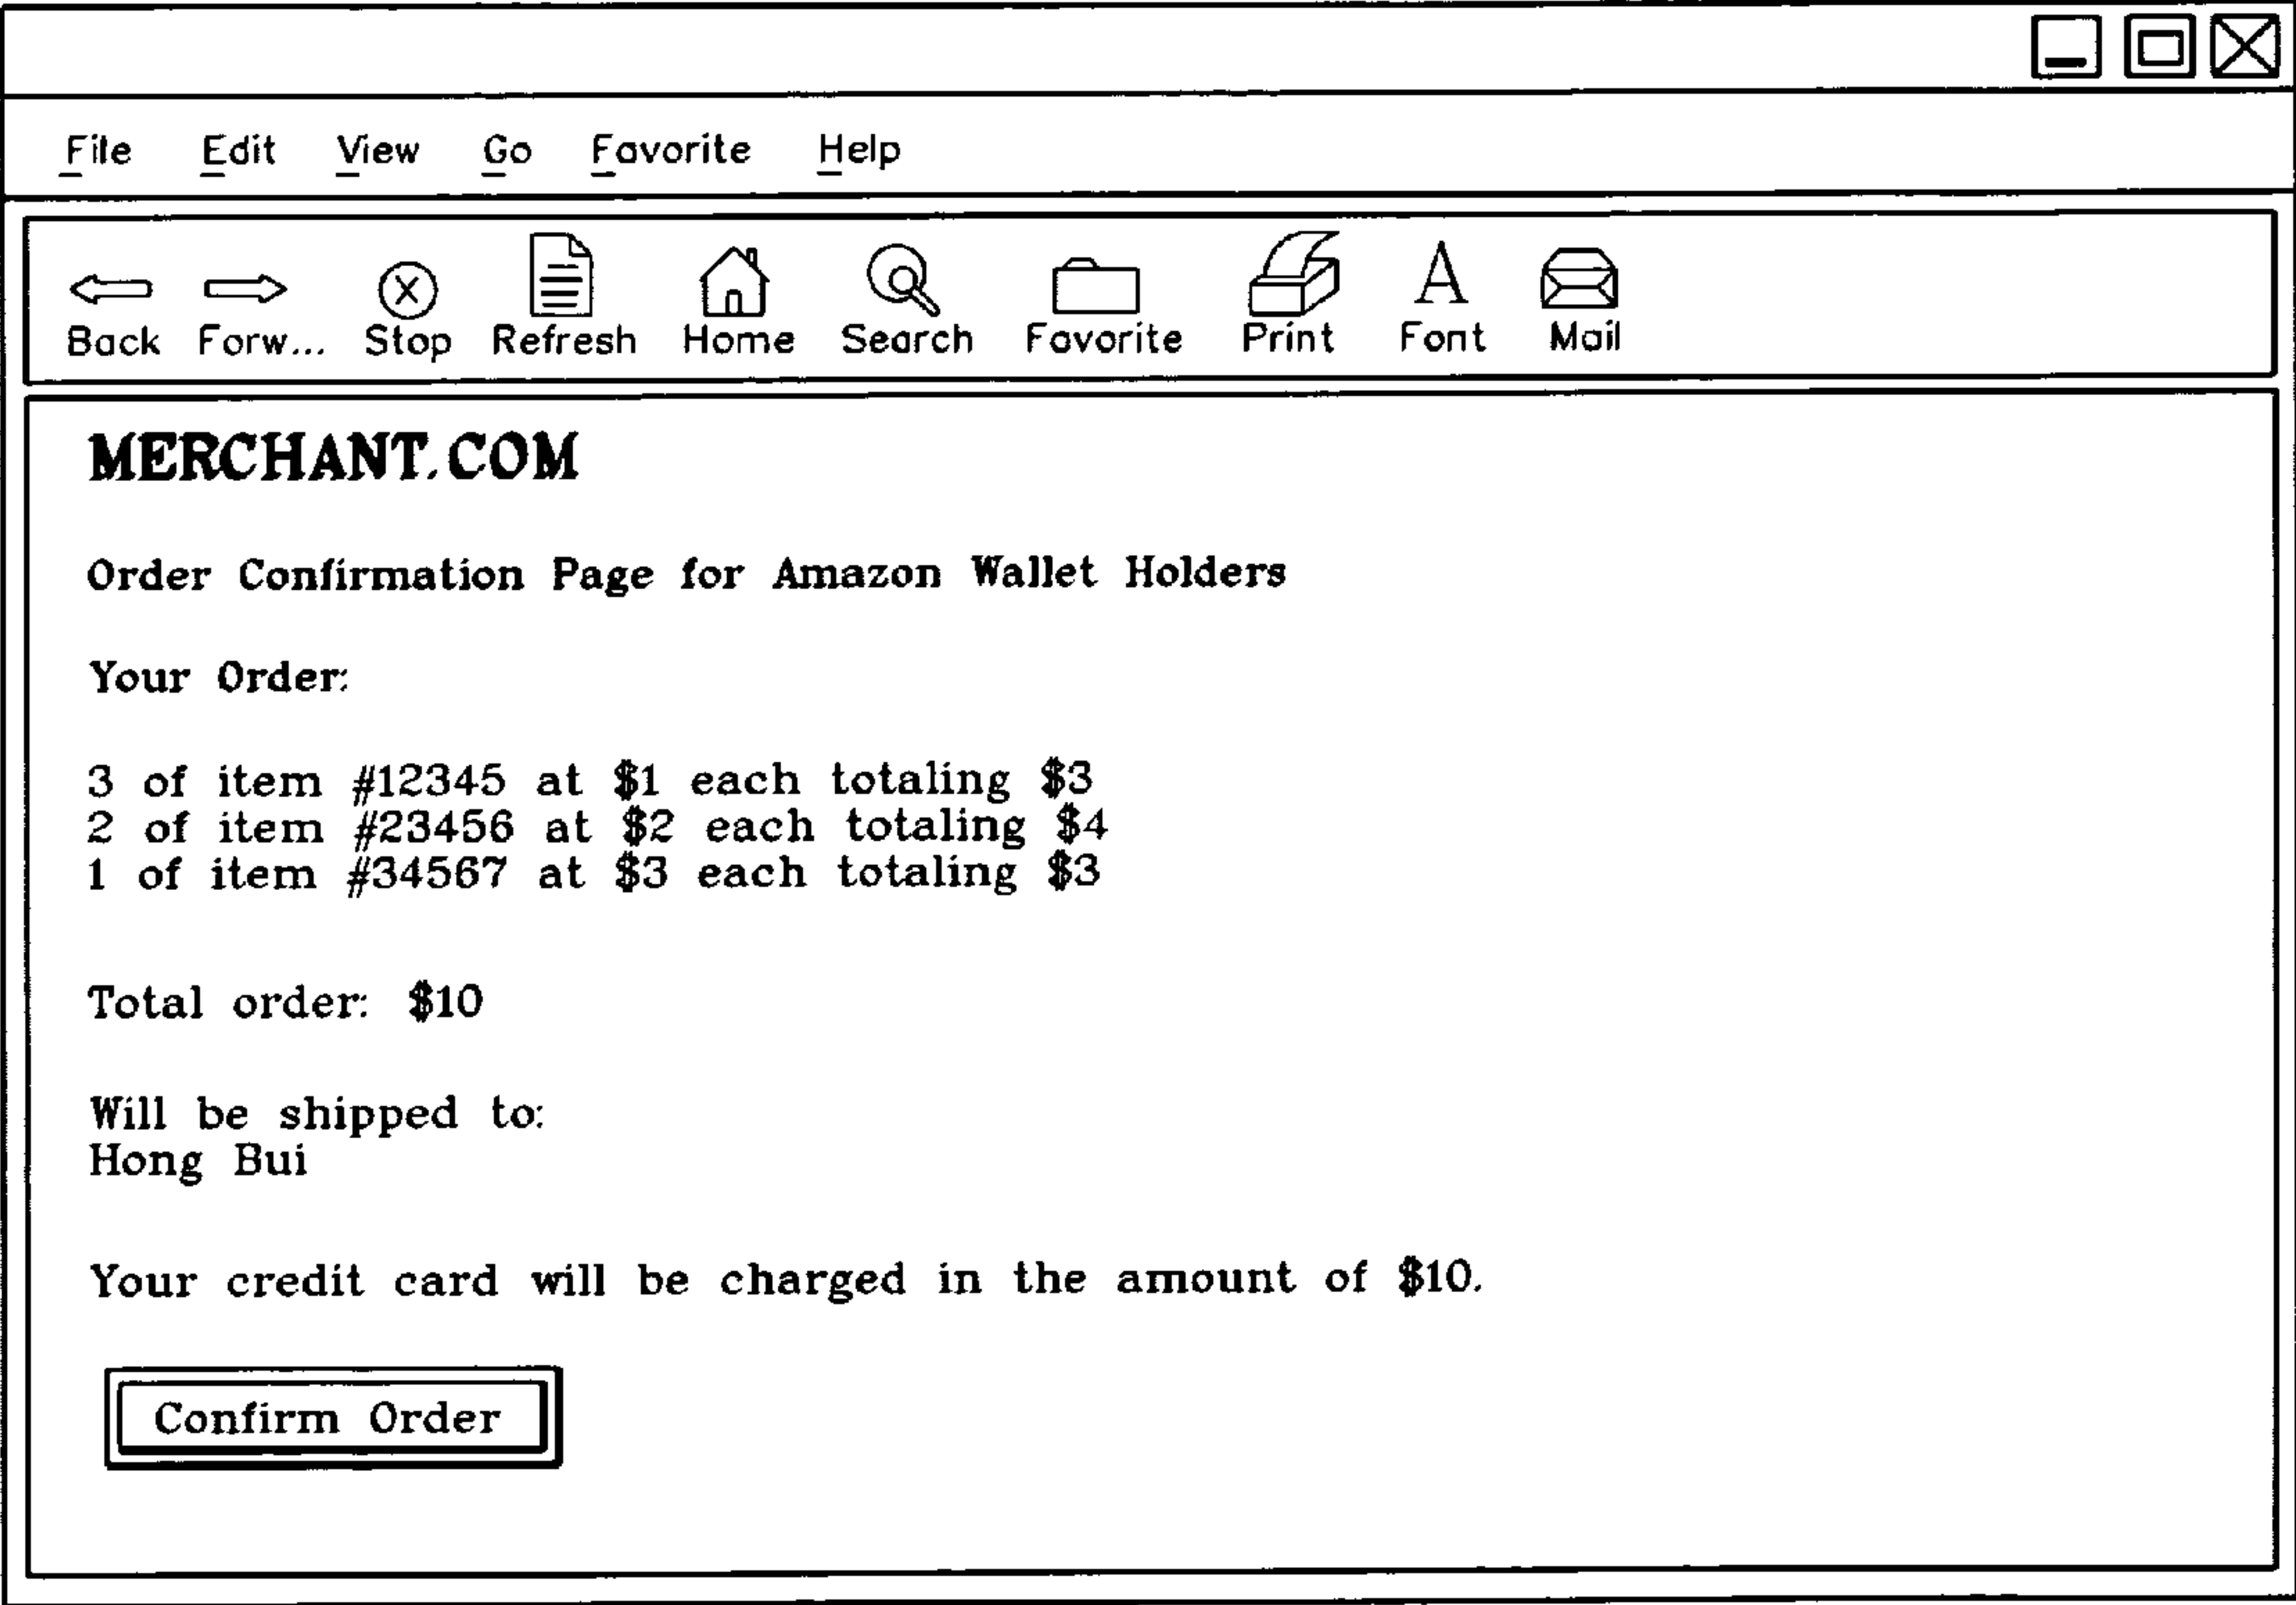 File Edit View Go Favorite Help
Back Forw... Stop Refresh Home Search Favorite Print Font Mail
MERCHANT.COM
Order Confirmation Page for Amazon Wallet Holders
Your Order:
3 of item #12345 at $1 each totaling $3
2 of item #23456 at $2 each totaling $4
1 of item #34567 at $3 each totaling $3
Total order: $10
Will be shipped to:
Hong Bui
Your credit card will be charged in the amount of $10.
Confirm Order